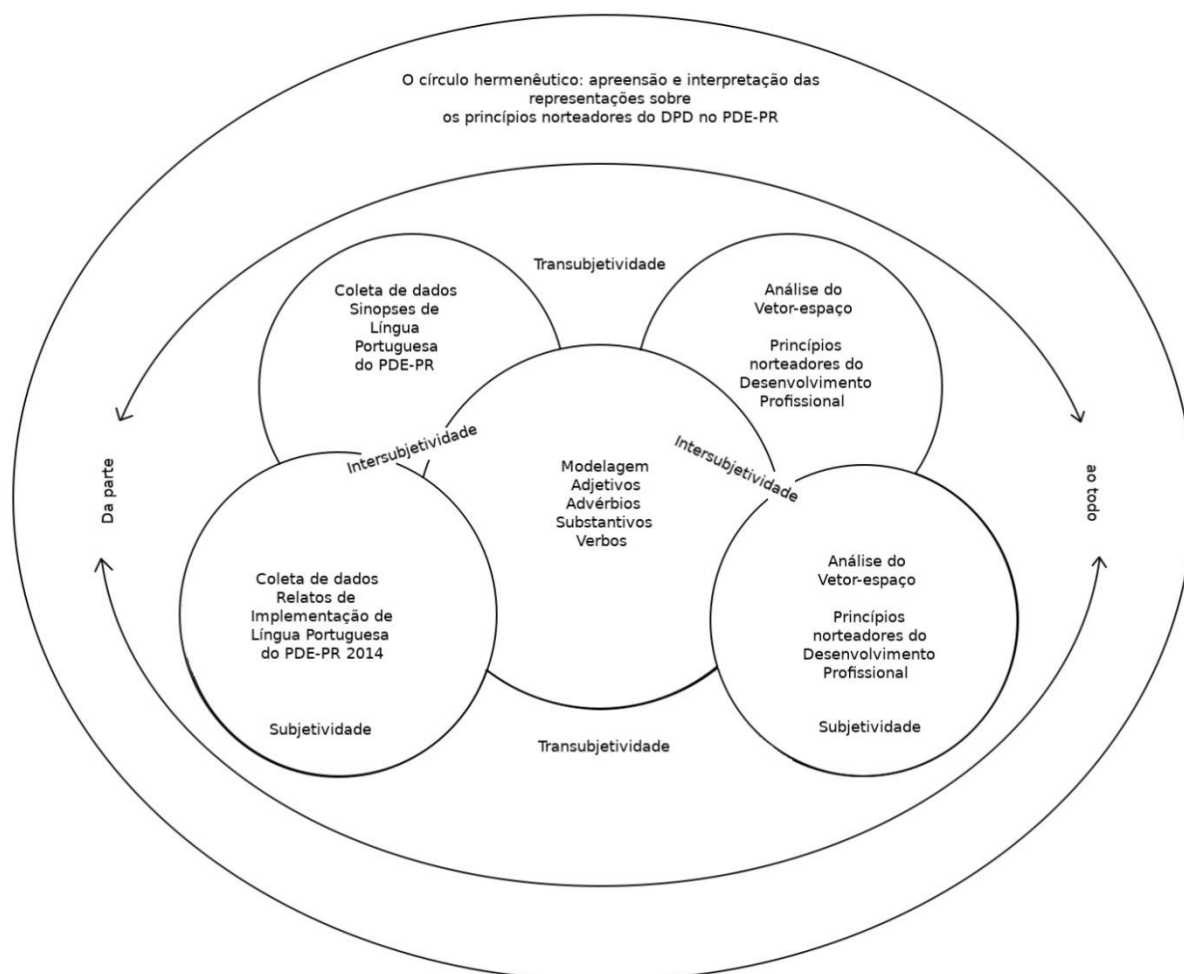 O círculo hermenêutico: apreensão e interpretação das
representações sobre
os princípios norteadores do DPD no PDE-PR
Transubjetividade
Coleta de dados
Sinopses de
Língua
Portuguesa
do PDE-PR
Análise do
Vetor-espaço
Princípios
norteadores do
Desenvolvimento
Profissional
Intersubjetividade
Intersubjetividade
Da parte
Modelagem
Adjetivos
Advérbios
Substantivos
Verbos
ao todo
Coleta de dados
Relatos de
Implementação de
Língua Portuguesa
do PDE-PR 2014
Subjetividade
Análise do
Vetor-espaço
Princípios
norteadores do
Desenvolvimento
Profissional
Subjetividade
Transubjetividade